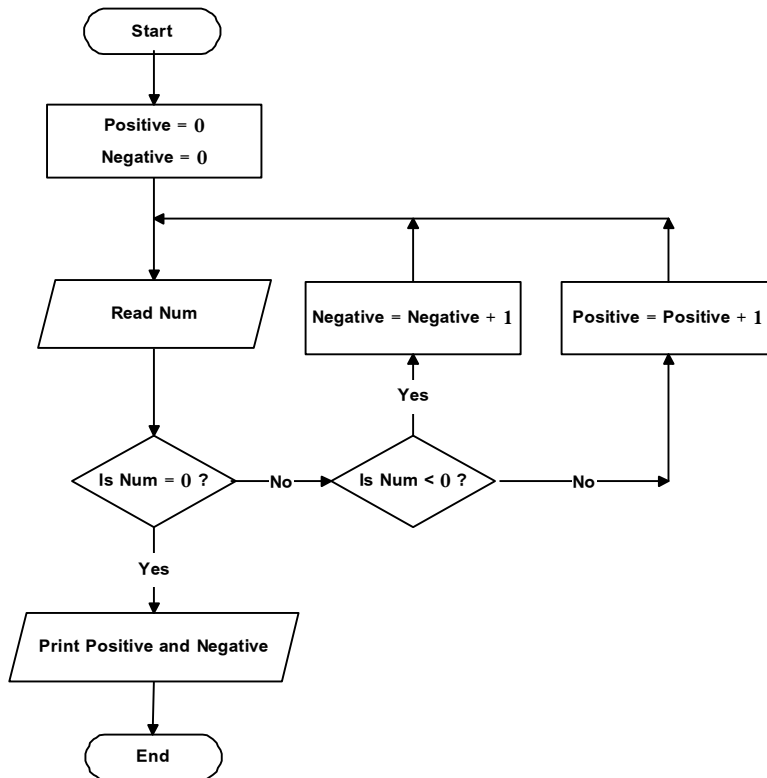 Start
Positive = 0
Negative = 0
Read Num
Negative = Negative + 1
Positive = Positive + 1
Yes
Is Num = 0 ?
No
Is Num < 0 ?
No
Yes
Print Positive and Negative
End